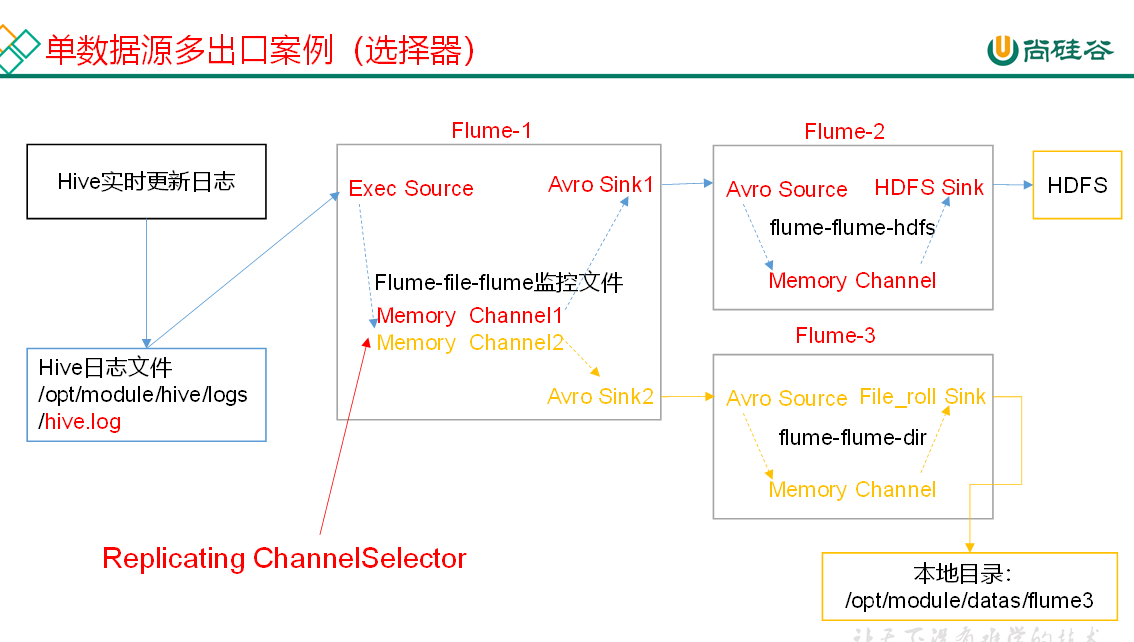 单数据源多出口案例（选择器）
尚硅谷
Flume-1
Flume-2
Hive实时更新日志
Exec Source
Avro Sink1
Avro Source
HDFS Sink
HDFS
flume-flume-hdfs
Flume-file-flume监控文件
Memory Channel
Memory Channel1
Memory Channel2
Flume-3
Hive日志文件
/opt/module/hive/logs
/hive.log
Avro Sink2
Avro Source
File_roll Sink
flume-flume-dir
Memory Channel
Replicating ChannelSelector
本地目录：
/opt/module/datas/flume3
让天下没有难学的技术